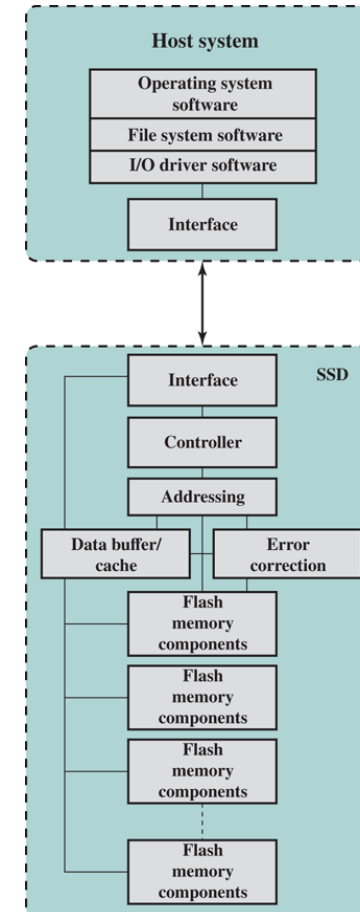 Host system
Operating system
software
File system software
I/O driver software
Interface
Interface
SSD
Controller
Addressing
Data buffer/
cache
Error
correction
Flash
memory
components
Flash
memory
components
Flash
memory
components
Flash
memory
components